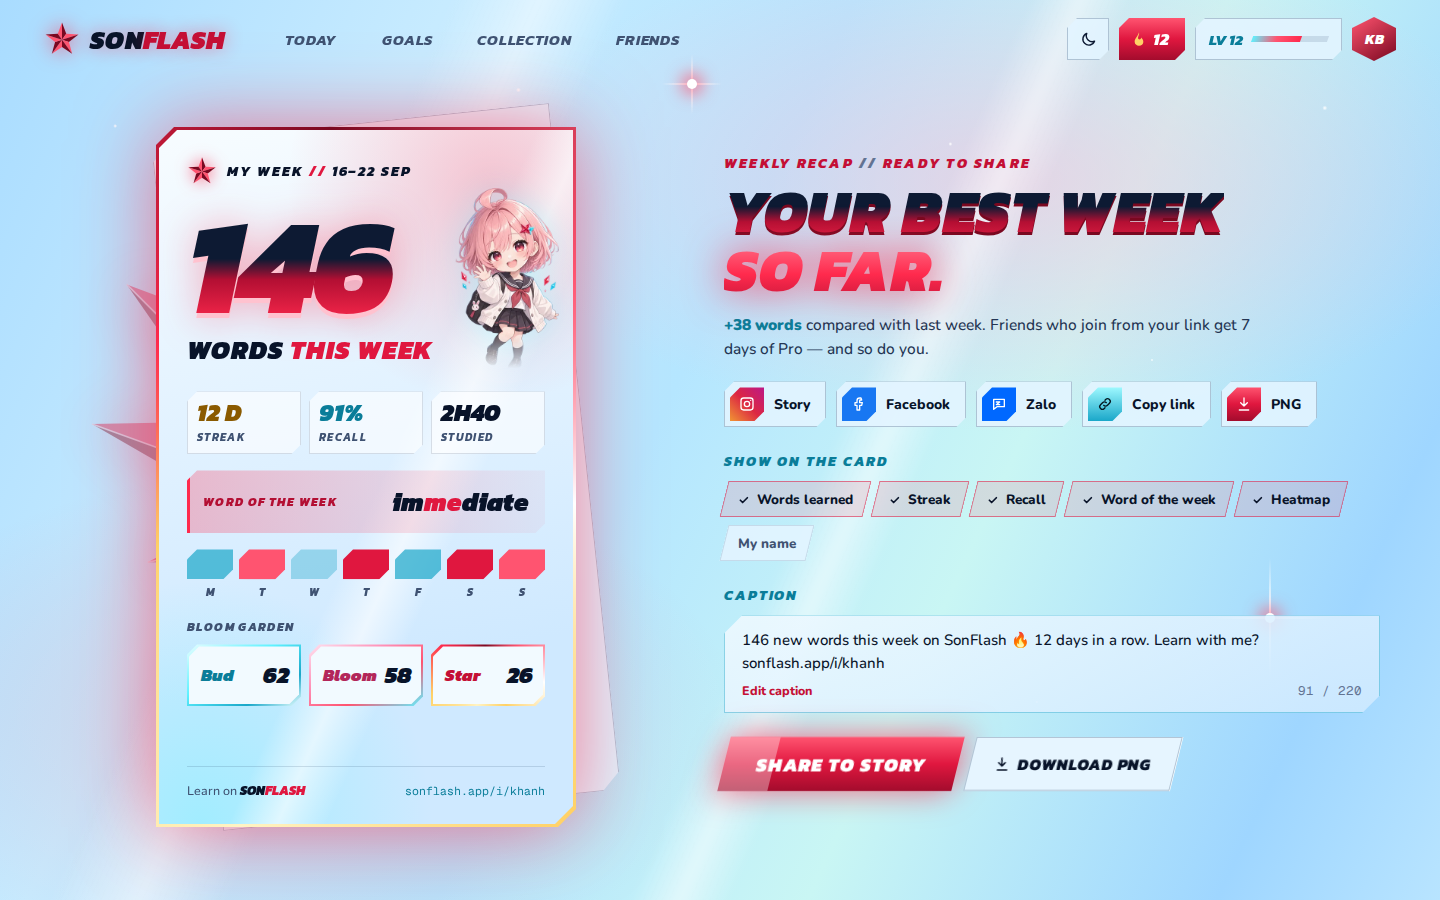 SONFLASH
TODAY
GOALS
COLLECTION
FRIENDS
12
LV 12
KB
MY WEEK // 16–22 SEP
146
WORDS THIS WEEK
12 D
STREAK
91%
RECALL
2H40
STUDIED
WORD OF THE WEEK
immediate
M T W T F S S
BLOOM GARDEN
Bud 62
Bloom 58
Star 26
Learn on SONFLASH
sonflash.app/i/khanh
WEEKLY RECAP // READY TO SHARE
YOUR BEST WEEK
SO FAR.
+38 words compared with last week. Friends who join from your link get 7
days of Pro — and so do you.
Story
Facebook
Zalo
Copy link
PNG
SHOW ON THE CARD
Words learned
Streak
Recall
Word of the week
Heatmap
My name
CAPTION
146 new words this week on SonFlash 🔥 12 days in a row. Learn with me?
sonflash.app/i/khanh
Edit caption
91 / 220
SHARE TO STORY
DOWNLOAD PNG